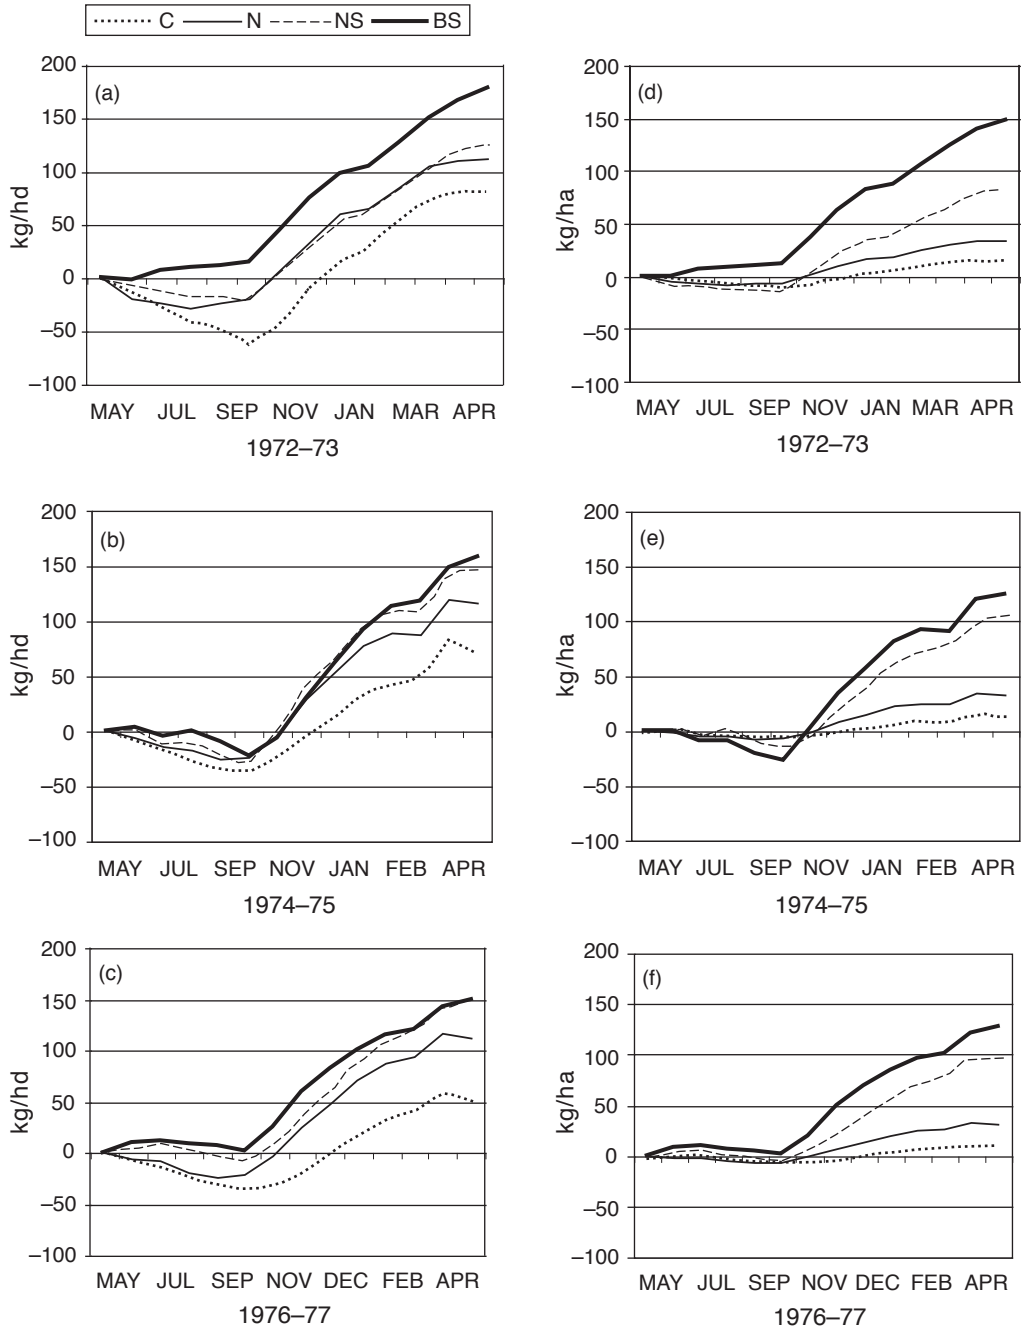 C N NS BS
(a)
200
150
100
50
0
–50
–100
kg/hd
MAY JUL SEP NOV JAN MAR APR
1972–73
(d)
200
150
100
50
0
–50
–100
kg/ha
MAY JUL SEP NOV JAN MAR APR
1972–73
(b)
200
150
100
50
0
–50
–100
kg/hd
MAY JUL SEP NOV JAN FEB APR
1974–75
(e)
200
150
100
50
0
–50
–100
kg/ha
MAY JUL SEP NOV JAN FEB APR
1974–75
(c)
200
150
100
50
0
–50
–100
kg/hd
MAY JUL SEP NOV DEC FEB APR
1976–77
(f)
200
150
100
50
0
–50
–100
kg/ha
MAY JUL SEP NOV DEC FEB APR
1976–77